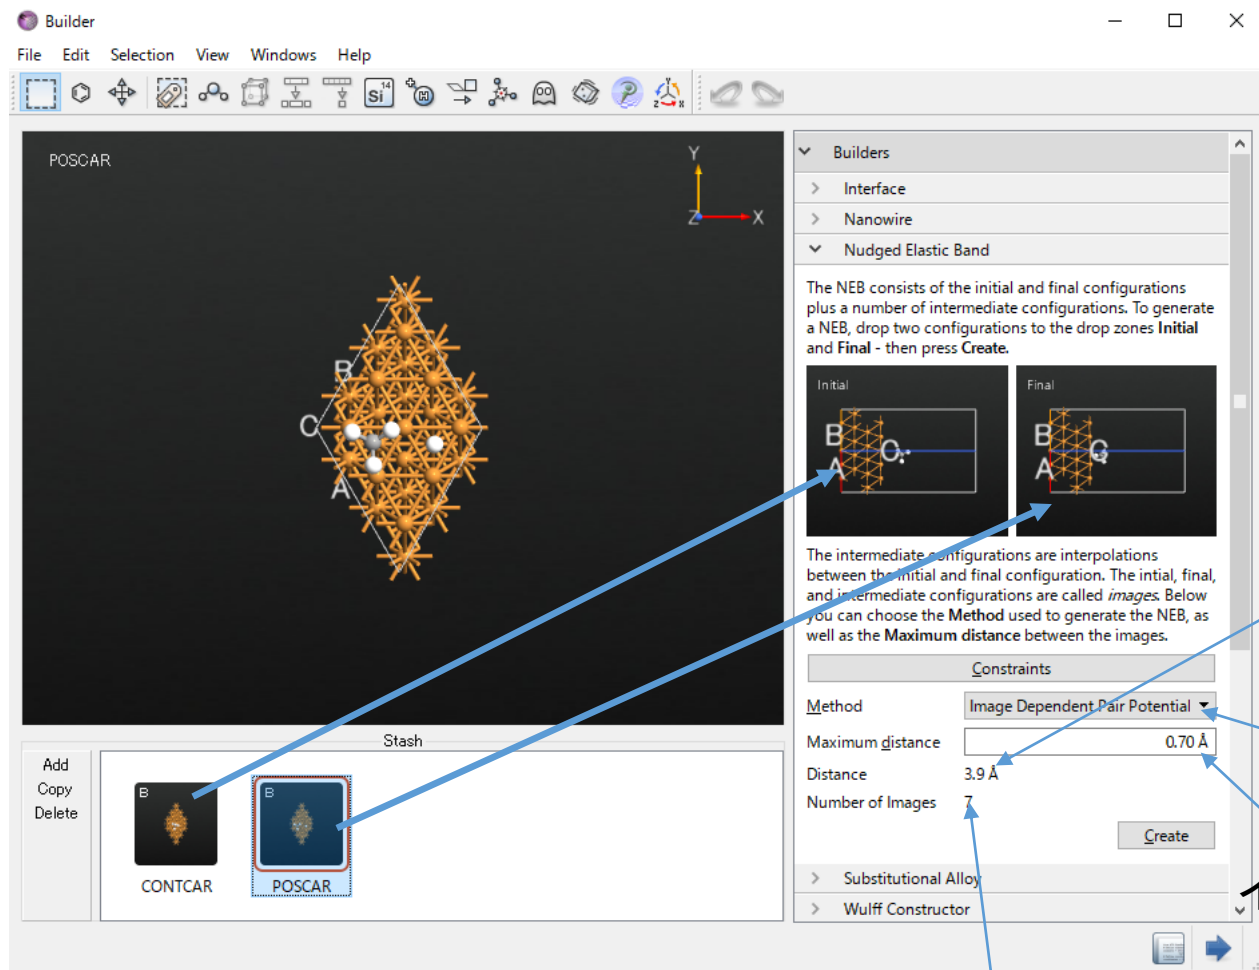 Builder
File Edit Selection View Windows Help
Si 14
H
Y
Z X
POSCAR
Y
Z X
B
C
A
Builders
Interface
Nanowire
Nudged Elastic Band
The NEB consists of the initial and final configurations
plus a number of intermediate configurations. To generate
a NEB, drop two configurations to the drop zones Initial
and Final - then press Create.
Initial
B
A
C
Final
B
A
C
The intermediate configurations are interpolations
between the initial and final configuration. The intial, final,
and intermediate configurations are called images. Below
you can choose the Method used to generate the NEB, as
well as the Maximum distance between the images.
Constraints
Method Image Dependent Pair Potential
Maximum distance 0.70 Å
Distance 3.9 Å
Number of Images 7
Create
Substitutional Alloy
Wulff Constructor
Stash
Add
Copy
Delete
B
CONTCAR
B
POSCAR